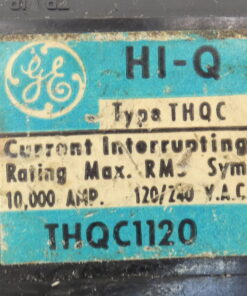 GE
HI-Q
Type THQC
Current Interrupting
Rating Max. RMS Sym
10,000 AMP. 120/240 V.A.C
THQC1120